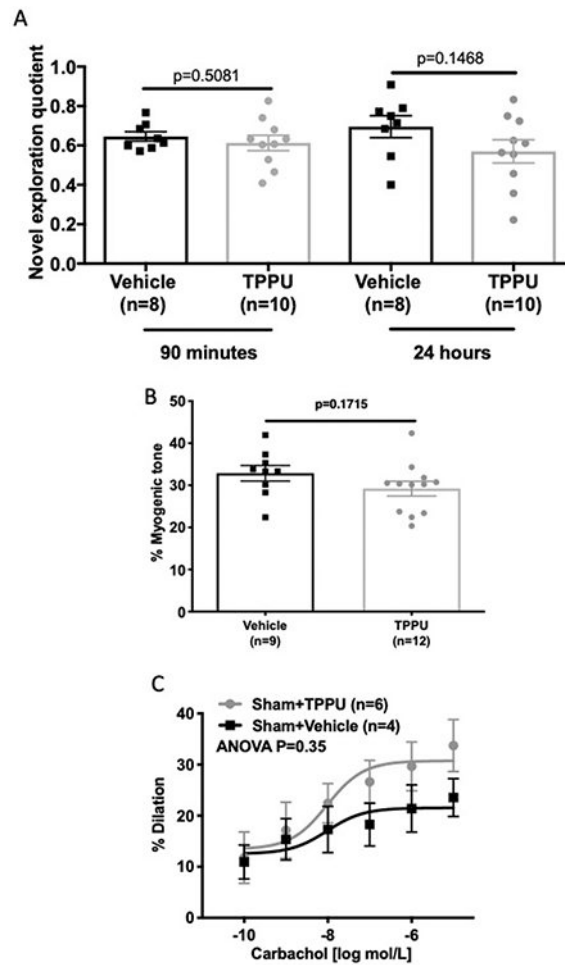 A
p=0.5081
p=0.1468
Novel exploration quotient
1.0
0.8
0.6
0.4
0.2
0.0
Vehicle
(n=8)
TPPU
(n=10)
Vehicle
(n=8)
TPPU
(n=10)
90 minutes
24 hours
B
p=0.1715
% Myogenic tone
50
40
30
20
10
0
Vehicle
(n=9)
TPPU
(n=12)
C
Sham+TPPU (n=6)
Sham+Vehicle (n=4)
ANOVA P=0.35
% Dilation
40
30
20
10
0
-10
-8
-6
Carbachol [log mol/L]